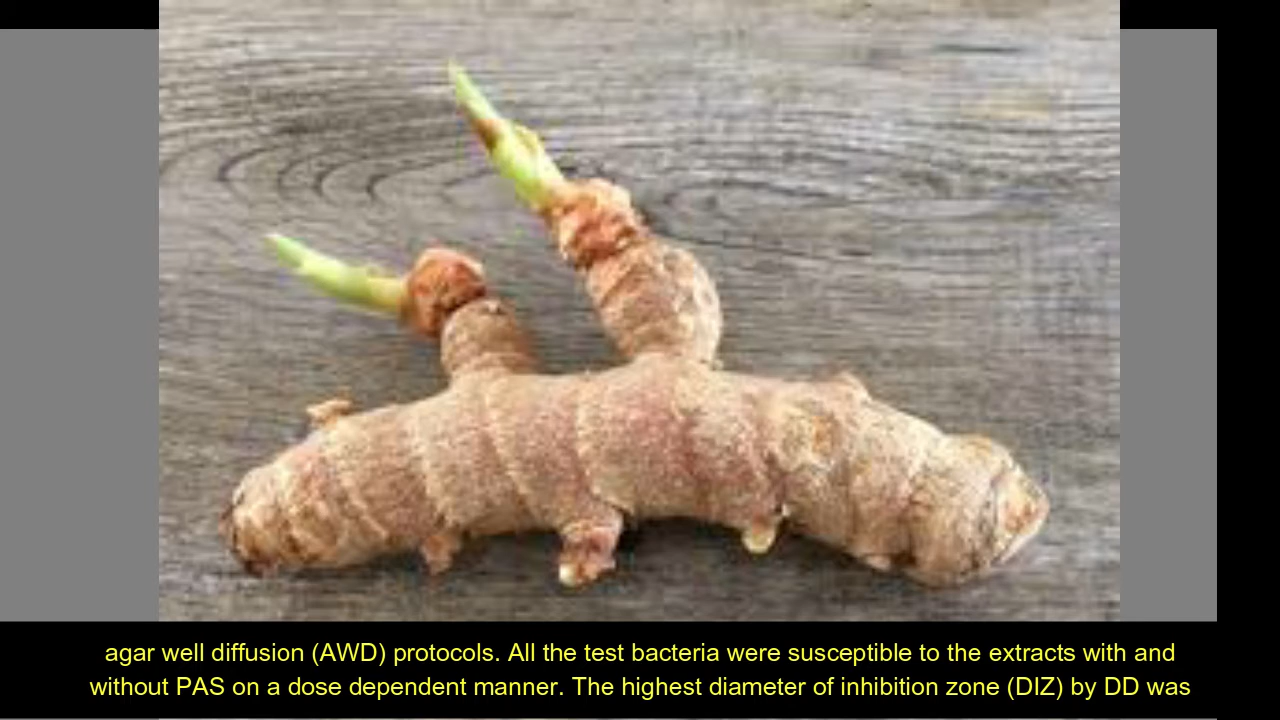 agar well diffusion (AWD) protocols. All the test bacteria were susceptible to the extracts with and
without PAS on a dose dependent manner. The highest diameter of inhibition zone (DIZ) by DD was